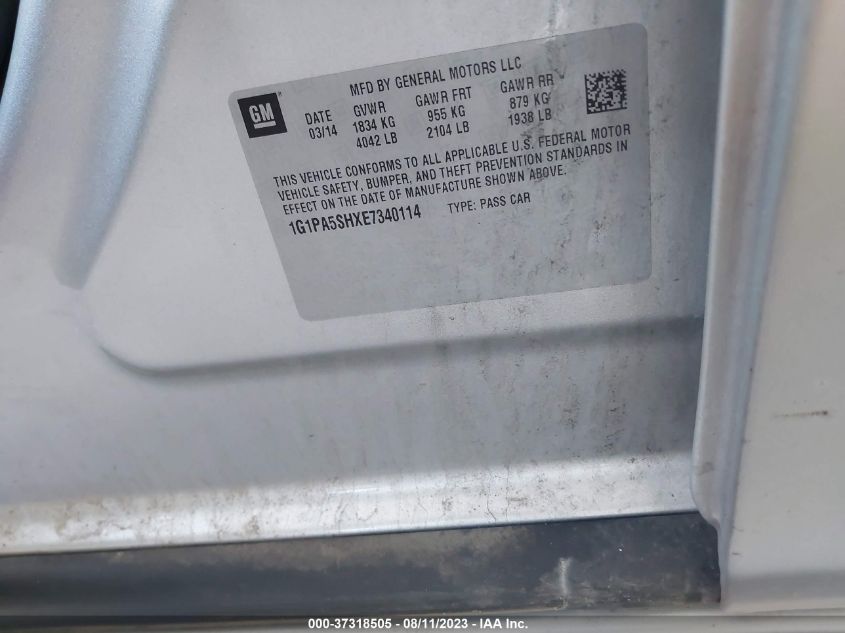 MFD BY GENERAL MOTORS LLC
GM
DATE GVWR GAWR FRT GAWR RR
03/14 1834 KG 955 KG 879 KG
4042 LB 2104 LB 1938 LB
THIS VEHICLE CONFORMS TO ALL APPLICABLE U.S. FEDERAL MOTOR
VEHICLE SAFETY, BUMPER, AND THEFT PREVENTION STANDARDS IN
EFFECT ON THE DATE OF MANUFACTURE SHOWN ABOVE.
1G1PA5SHXE7340114 TYPE: PASS CAR
000-37318505 - 08/11/2023 - IAA Inc.